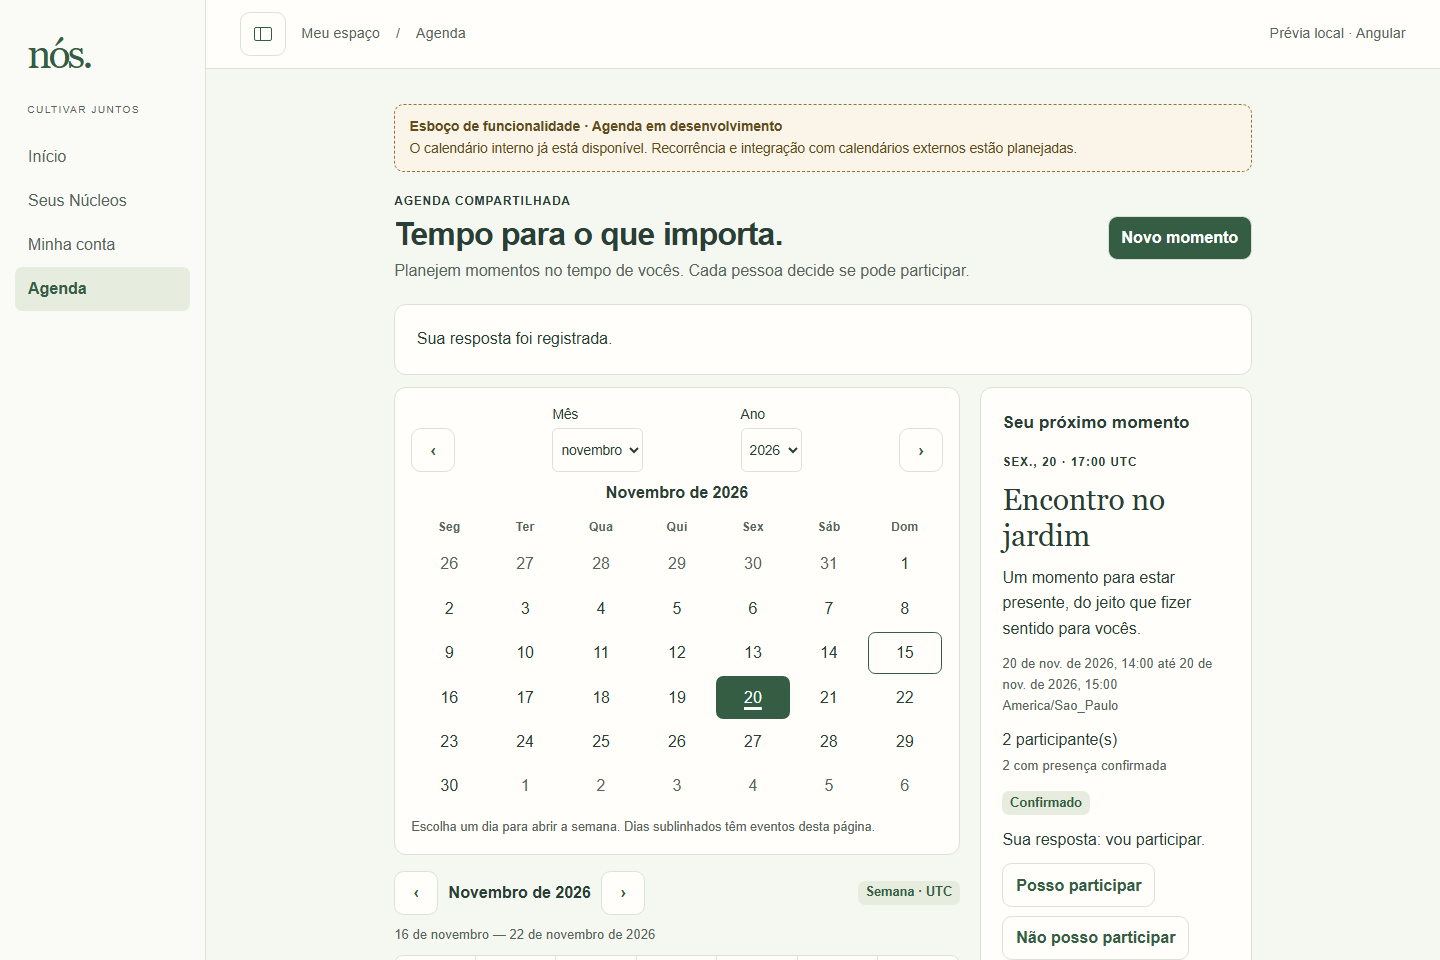 nós.
CULTIVAR JUNTOS
Início
Seus Núcleos
Minha conta
Agenda
Meu espaço / Agenda
Prévia local · Angular
Esboço de funcionalidade · Agenda em desenvolvimento
O calendário interno já está disponível. Recorrência e integração com calendários externos estão planejadas.
AGENDA COMPARTILHADA
Tempo para o que importa.
Planejem momentos no tempo de vocês. Cada pessoa decide se pode participar.
Novo momento
Sua resposta foi registrada.
Mês Ano
‹ novembro 2026 ›
Novembro de 2026
Seg Ter Qua Qui Sex Sáb Dom
26 27 28 29 30 31 1
2 3 4 5 6 7 8
9 10 11 12 13 14 15
16 17 18 19 20 21 22
23 24 25 26 27 28 29
30 1 2 3 4 5 6
Escolha um dia para abrir a semana. Dias sublinhados têm eventos desta página.
‹ Novembro de 2026 ›
Semana · UTC
16 de novembro — 22 de novembro de 2026
Seu próximo momento
SEX., 20 · 17:00 UTC
Encontro no
jardim
Um momento para estar
presente, do jeito que fizer
sentido para vocês.
20 de nov. de 2026, 14:00 até 20 de
nov. de 2026, 15:00
America/Sao_Paulo
2 participante(s)
2 com presença confirmada
Confirmado
Sua resposta: vou participar.
Posso participar
Não posso participar